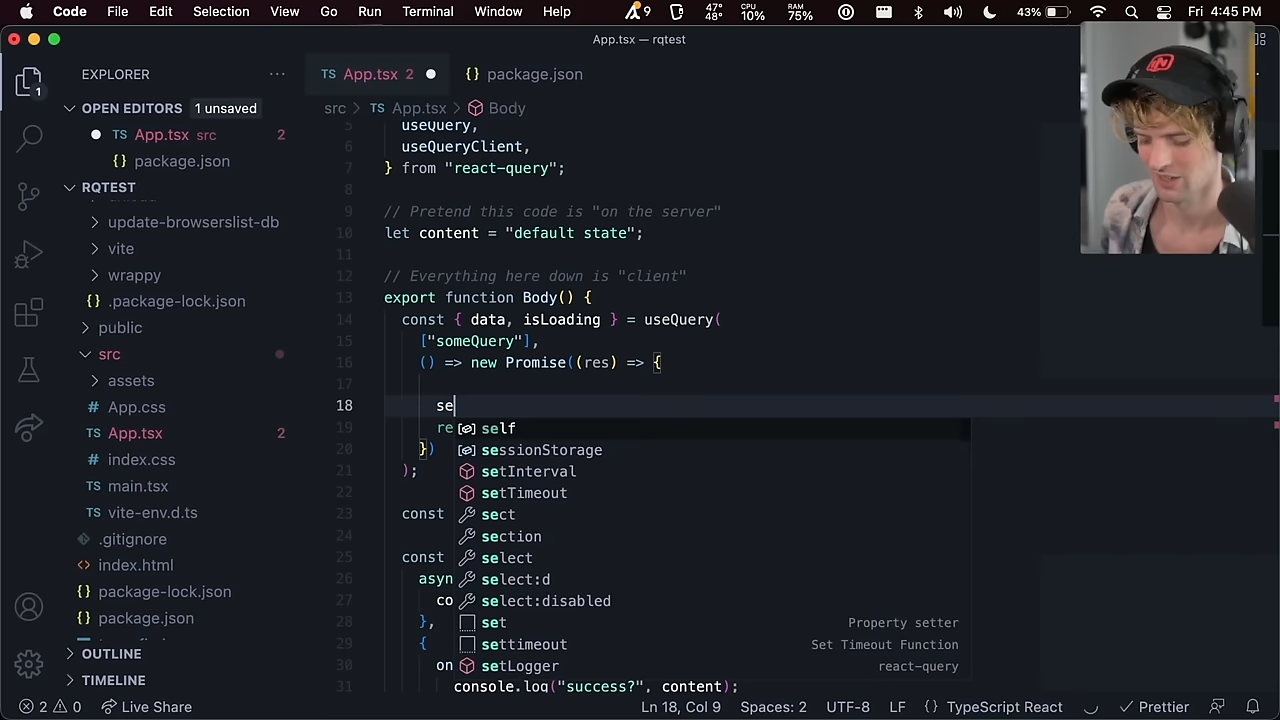 Code File Edit Selection View Go Run Terminal Window Help 9 47° 48° CPU 10% RAM 75% 43% Fri 4:45 PM
App.tsx — rqtest
EXPLORER ...
TS App.tsx 2
{} package.json
OPEN EDITORS 1 unsaved
src > TS App.tsx > Body
TS App.tsx src 2
{} package.json
RQTEST
update-browserslist-db
vite
wrappy
{} .package-lock.json
public
src
assets
# App.css
TS App.tsx 2
# index.css
TS main.tsx
TS vite-env.d.ts
.gitignore
<> index.html
{} package-lock.json
{} package.json
OUTLINE
TIMELINE
1
5 useQuery,
6 useQueryClient,
7 } from "react-query";
8
9 // Pretend this code is "on the server"
10 let content = "default state";
11
12 // Everything here down is "client"
13 export function Body() {
14 const { data, isLoading } = useQuery(
15 ["someQuery"],
16 () => new Promise((res) => {
17
18 se
19 re
20 })
21 );
22
23 const
24
25 const
26 asyn
27 co
28 },
29 {
30 on
31 console.log("success?", content);
self
sessionStorage
setInterval
setTimeout
sect
section
select
select:d
select:disabled
set Property setter
settimeout Set Timeout Function
setLogger react-query
2 0 Live Share Ln 18, Col 9 Spaces: 2 UTF-8 LF {} TypeScript React Prettier